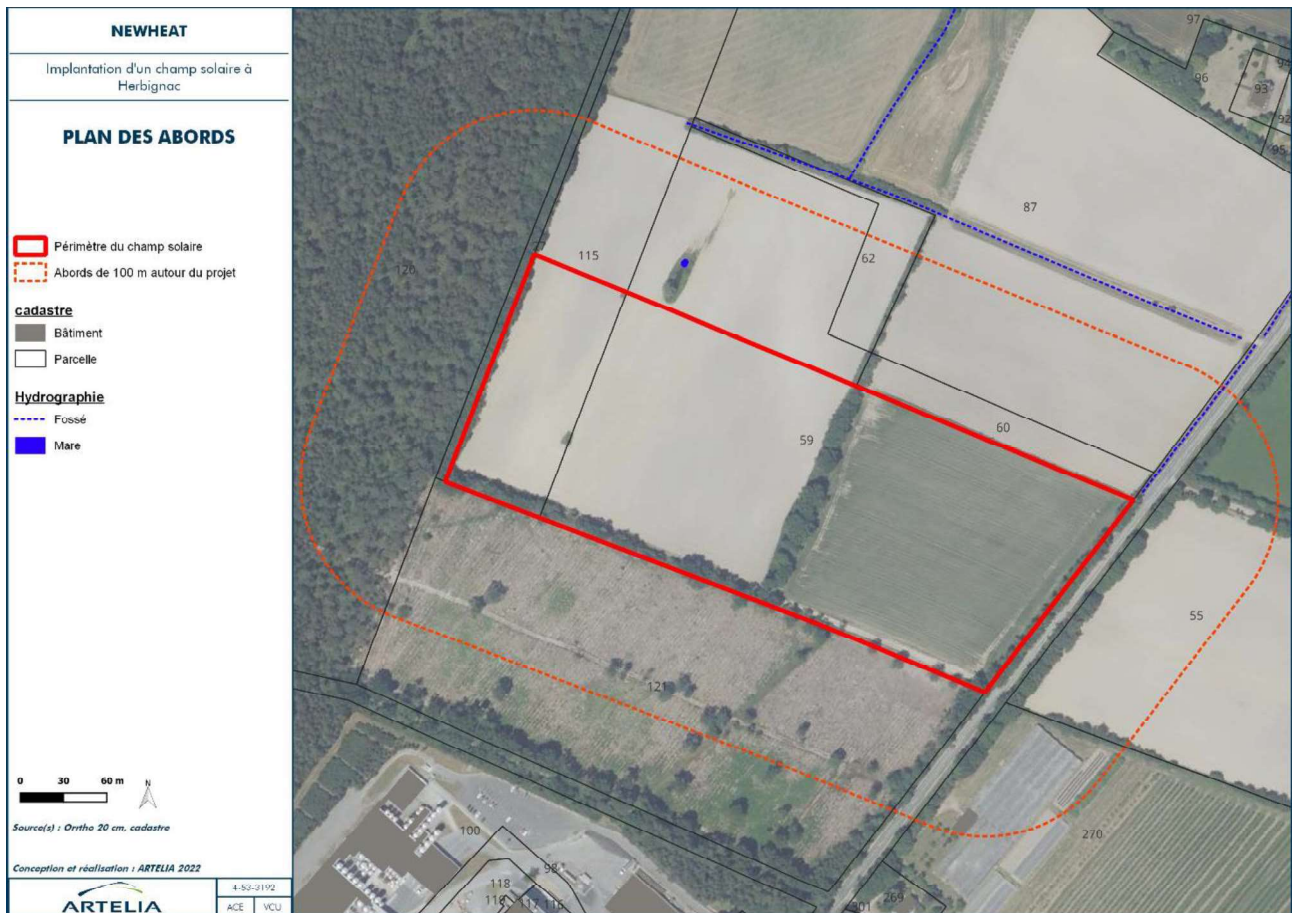 NEWHEAT
Implantation d'un champ solaire à
Herbignac
PLAN DES ABORDS
Périmètre du champ solaire
Abords de 100 m autour du projet
cadastre
Bâtiment
Parcelle
Hydrographie
Fossé
Mare
0 30 60 m
N
Source(s) : Orrtho 20 cm, cadastre
Conception et réalisation : ARTELIA 2022
ARTELIA
4-53-3192
ACE VCU
97
96
94
93
92
95
87
115
62
120
59
60
55
121
100
98
118
117 116
270
269
301